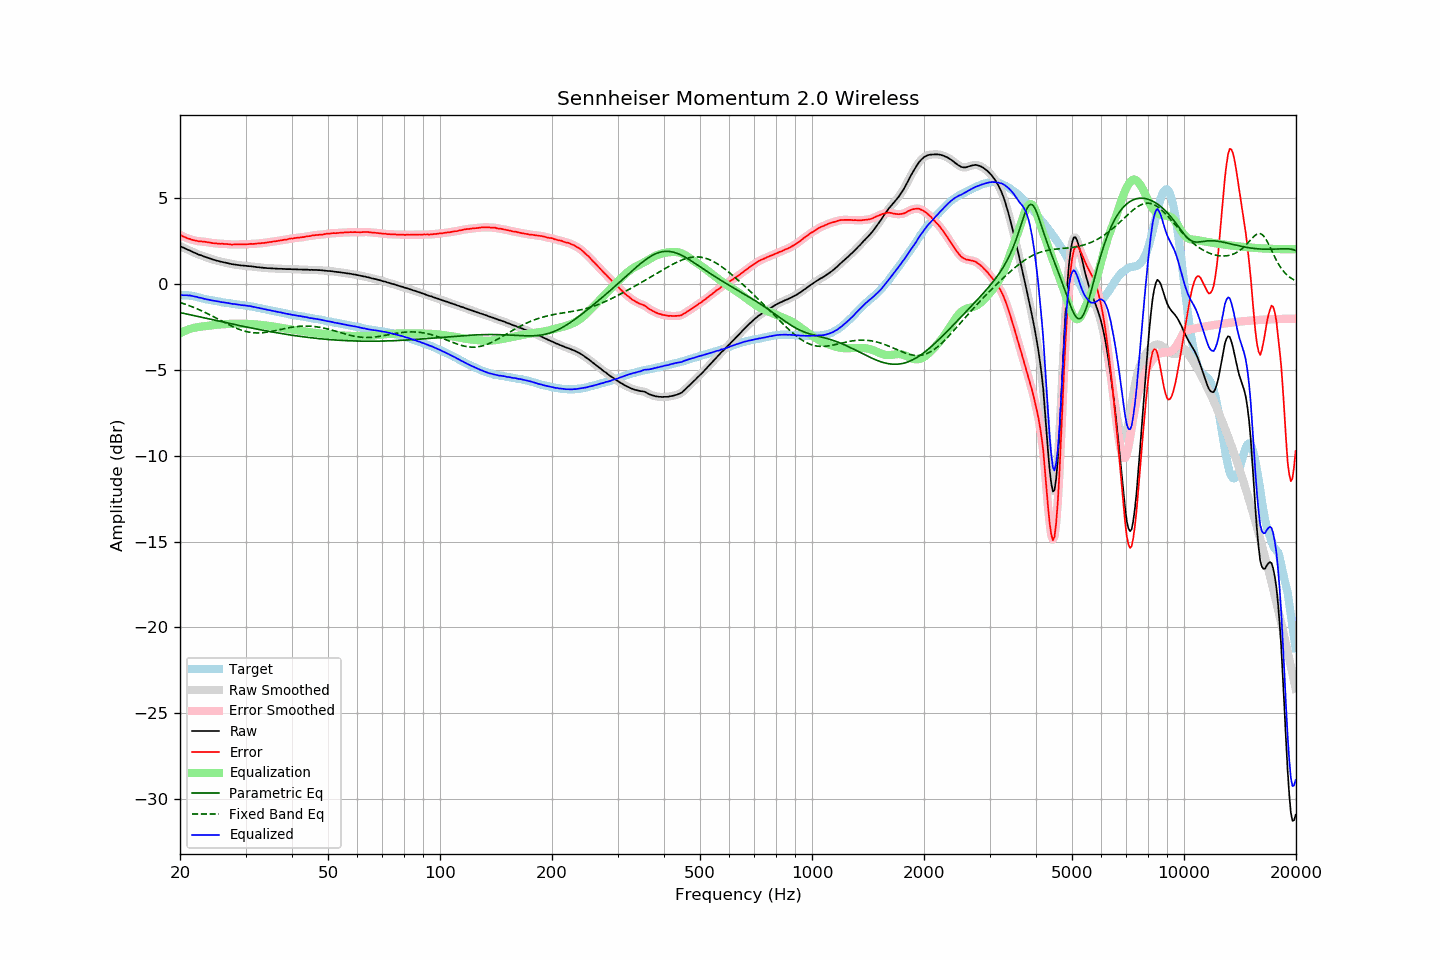 Sennheiser Momentum 2.0 Wireless
Amplitude (dBr)
5
0
−5
−10
−15
−20
−25
−30
Target
Raw Smoothed
Error Smoothed
Raw
Error
Equalization
Parametric Eq
Fixed Band Eq
Equalized
20 50 100 200 500 1000 2000 5000 10000 20000
Frequency (Hz)